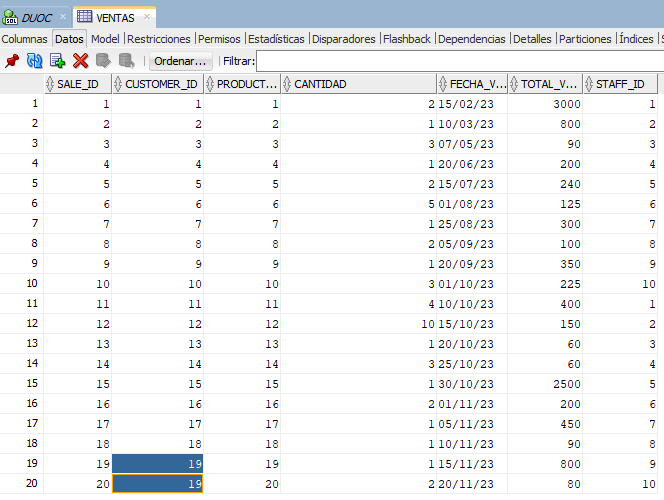 DUOC × VENTAS ×
Columnas Datos Model Restricciones Permisos Estadísticas Disparadores Flashback Dependencias Detalles Particiones Índices
Ordenar... Filtrar:
SALE_ID CUSTOMER_ID PRODUCT... CANTIDAD FECHA_V... TOTAL_V... STAFF_ID
1 1 1 1 2 15/02/23 3000 1
2 2 2 2 1 10/03/23 800 2
3 3 3 3 3 07/05/23 90 3
4 4 4 4 1 20/06/23 200 4
5 5 5 5 2 15/07/23 240 5
6 6 6 6 5 01/08/23 125 6
7 7 7 7 1 25/08/23 300 7
8 8 8 8 2 05/09/23 100 8
9 9 9 9 1 20/09/23 350 9
10 10 10 10 3 01/10/23 225 10
11 11 11 11 4 10/10/23 400 1
12 12 12 12 10 15/10/23 150 2
13 13 13 13 1 20/10/23 60 3
14 14 14 14 3 25/10/23 60 4
15 15 15 15 1 30/10/23 2500 5
16 16 16 16 2 01/11/23 200 6
17 17 17 17 1 05/11/23 450 7
18 18 18 18 1 10/11/23 90 8
19 19 19 19 1 15/11/23 800 9
20 20 19 20 2 20/11/23 80 10